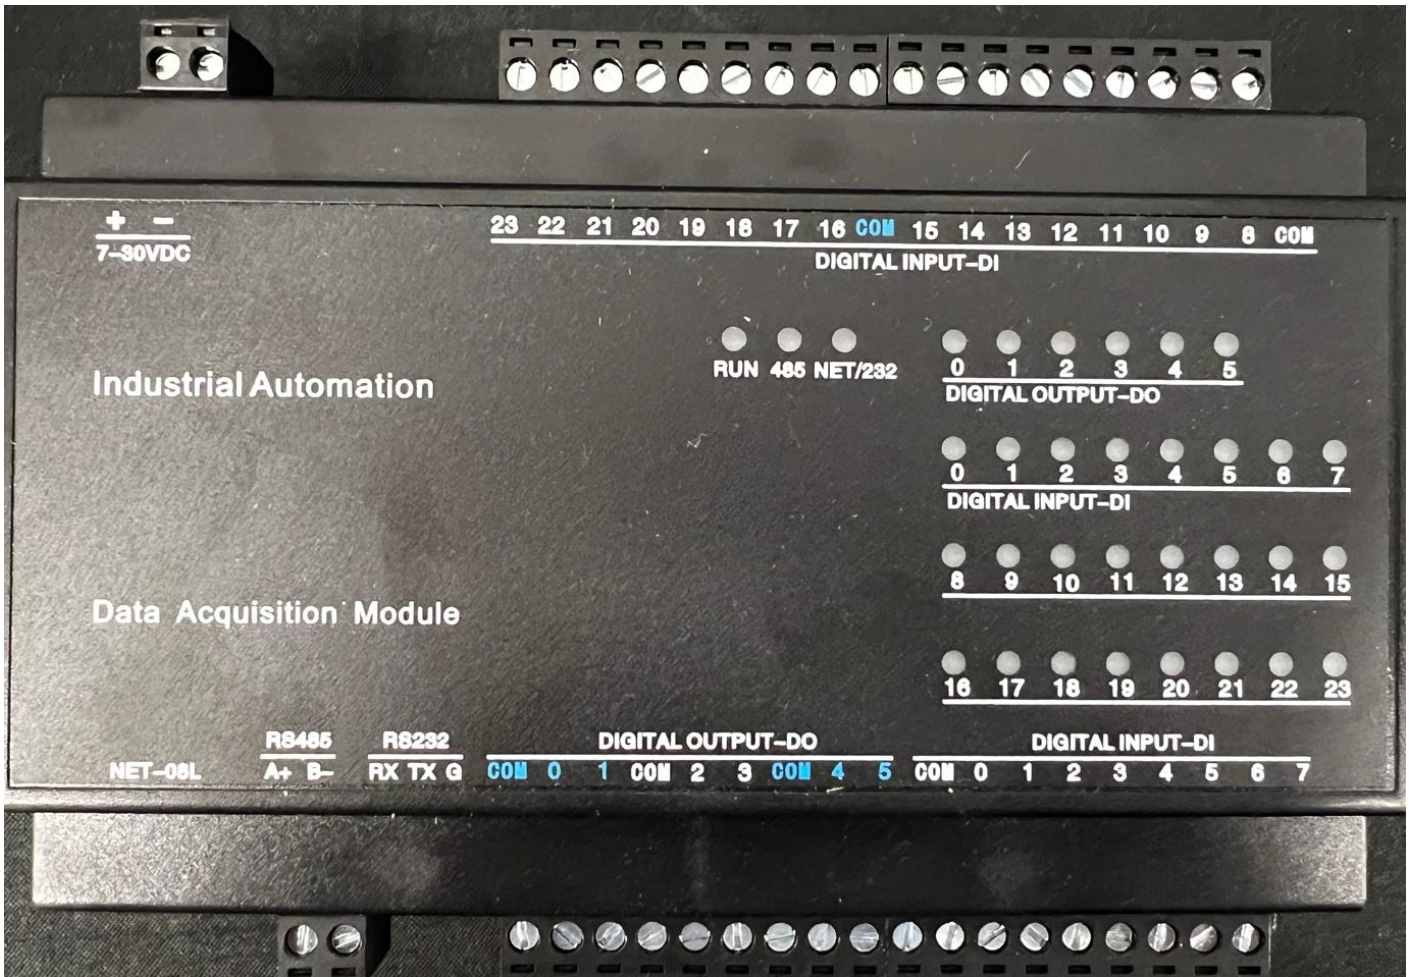 + −
7-30VDC
23 22 21 20 19 18 17 16 COM 15 14 13 12 11 10 9 8 COM
DIGITAL INPUT-DI
RUN 485 NET/232
0 1 2 3 4 5
DIGITAL OUTPUT-DO
Industrial Automation
0 1 2 3 4 5 6 7
DIGITAL INPUT-DI
8 9 10 11 12 13 14 15
Data Acquisition Module
16 17 18 19 20 21 22 23
RS485 RS232 DIGITAL OUTPUT-DO DIGITAL INPUT-DI
NET-06L A+ B- RX TX G COM 0 1 COM 2 3 COM 4 5 COM 0 1 2 3 4 5 6 7